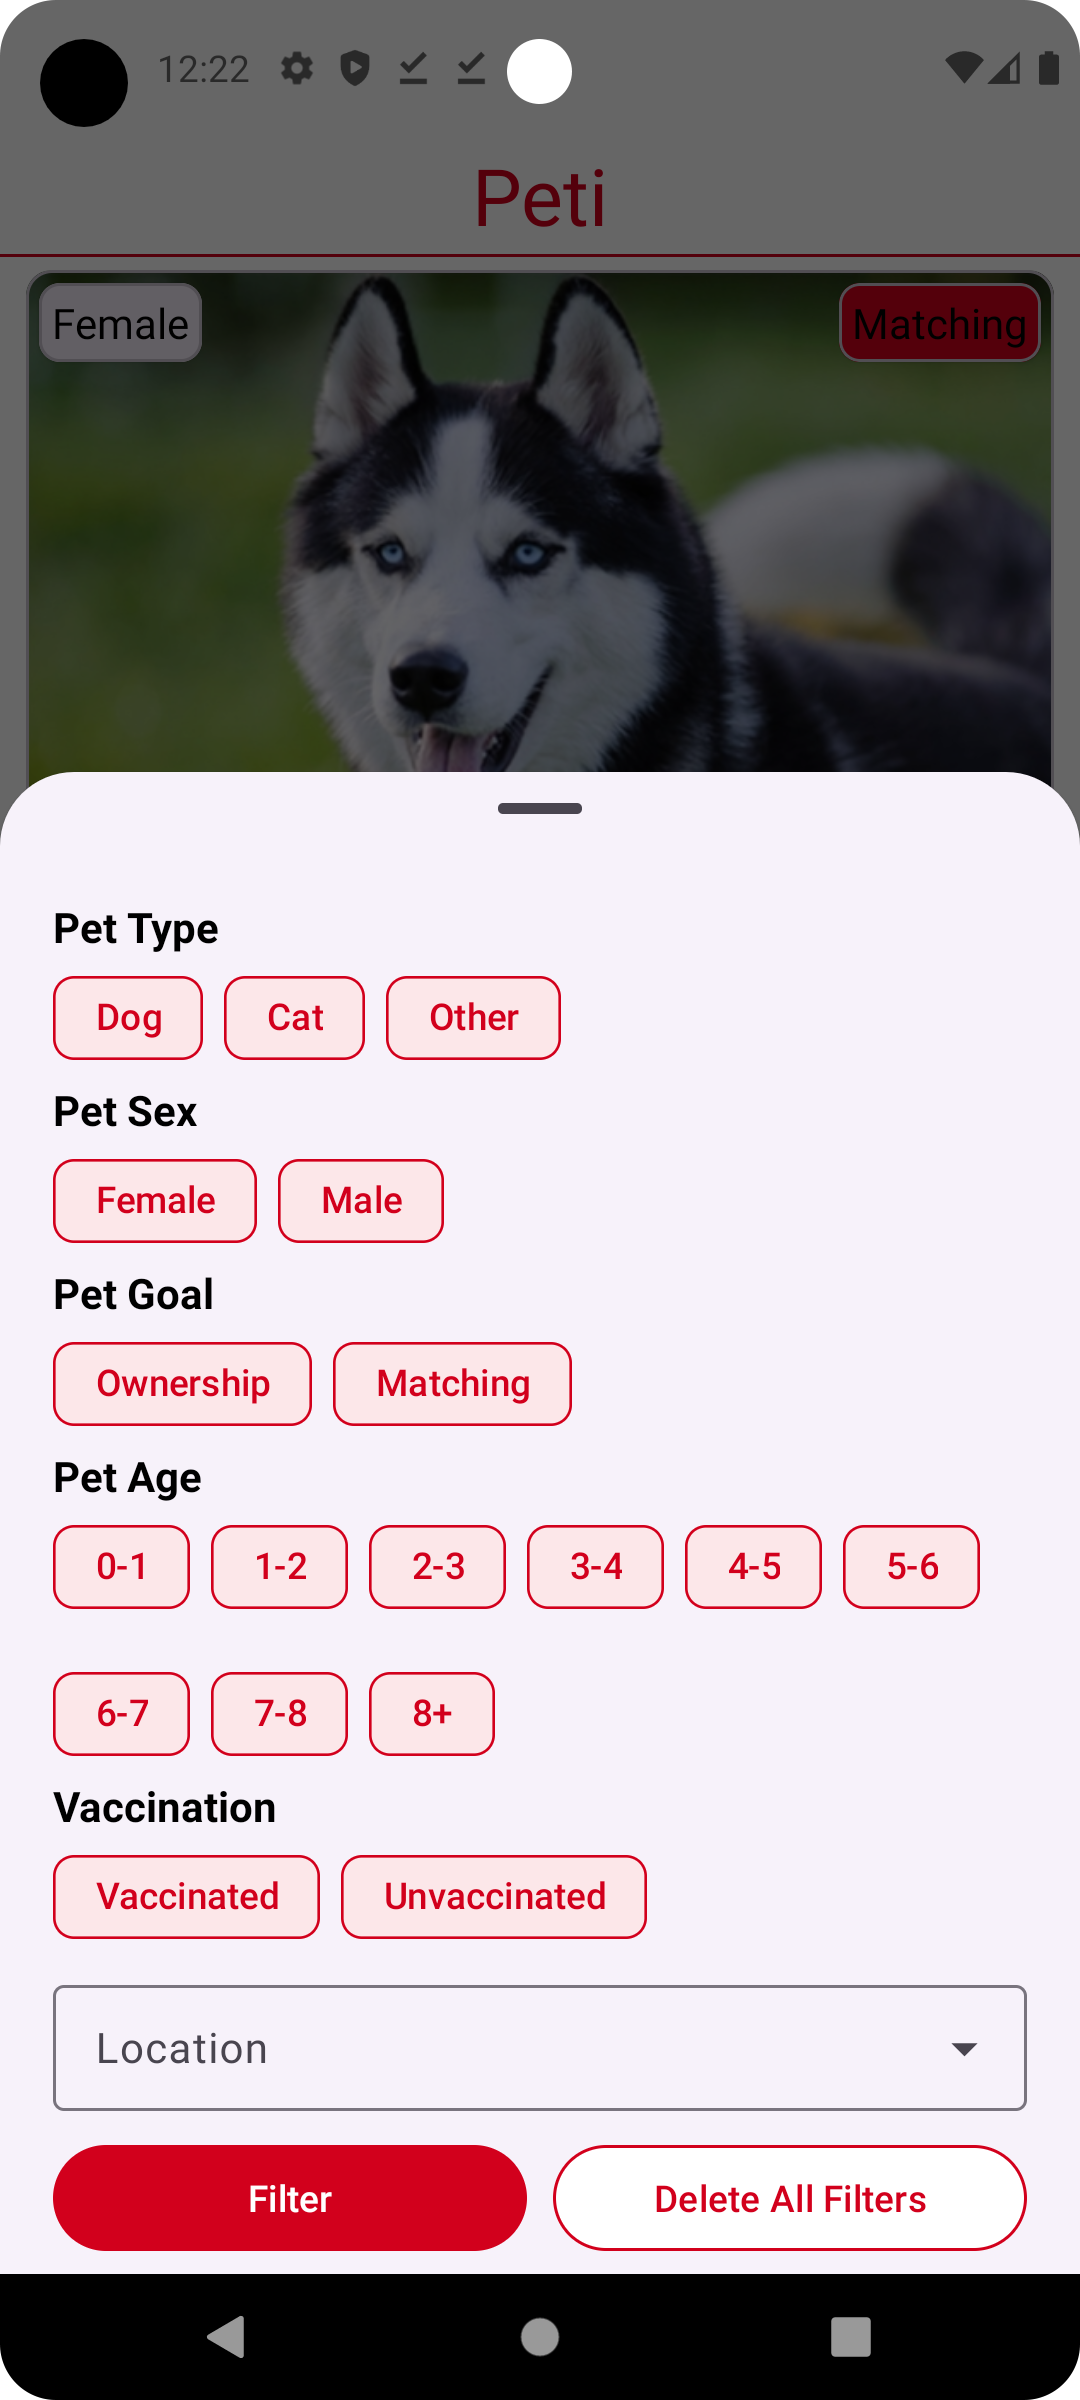 12:22
Peti
Female
Matching
Pet Type
Dog
Cat
Other
Pet Sex
Female
Male
Pet Goal
Ownership
Matching
Pet Age
0-1
1-2
2-3
3-4
4-5
5-6
6-7
7-8
8+
Vaccination
Vaccinated
Unvaccinated
Location
Filter
Delete All Filters